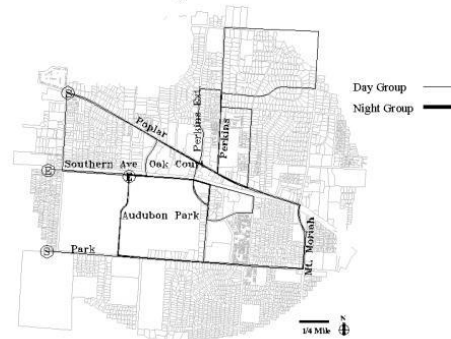 Day Group
Night Group
Poplar
Perkins Ext
Perkins
Southern Ave
Oak Court
Audubon Park
Park
Mt. Moriah
N
1/4 Mile